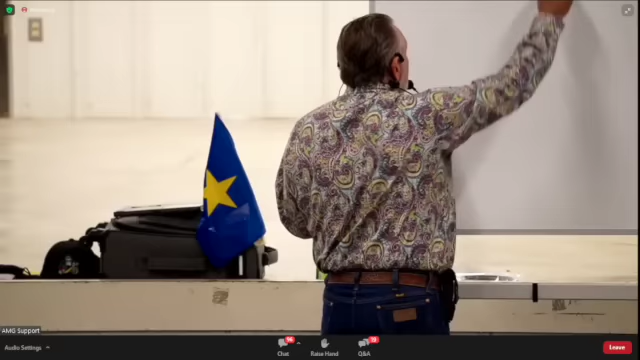 AMG Support
Audio Settings
Chat
Raise Hand
Q&A
Leave